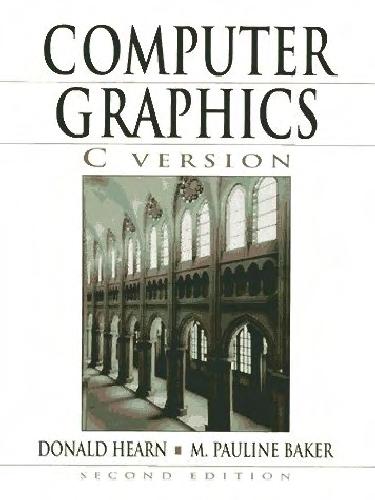 COMPUTER
GRAPHICS
C VERSION
DONALD HEARN ▪ M. PAULINE BAKER
SECOND EDITION